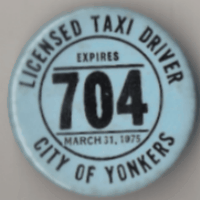 LICENSED TAXI DRIVER
EXPIRES
704
MARCH 31, 1975
CITY OF YONKERS